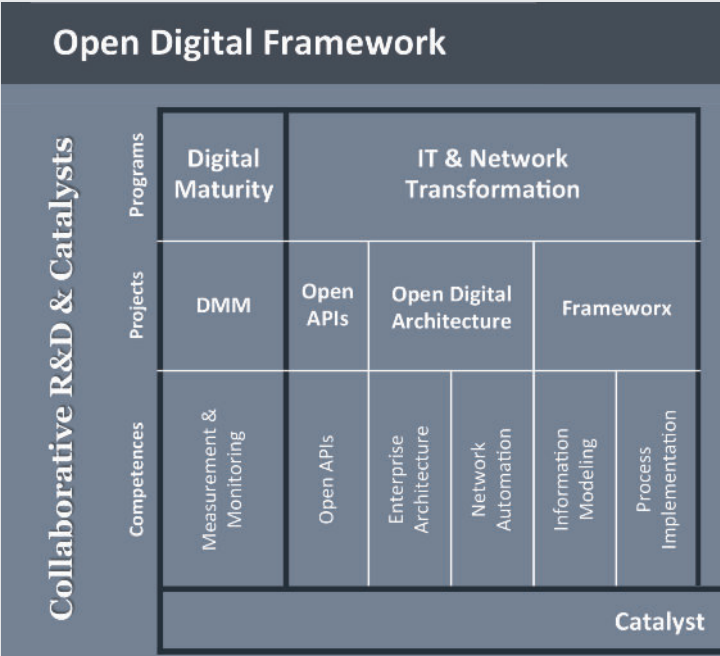 Open Digital Framework
Collaborative R&D & Catalysts
Programs
Digital
Maturity
IT & Network
Transformation
Projects
DMM
Open
APIs
Open Digital
Architecture
Frameworx
Competences
Measurement &
Monitoring
Open APIs
Enterprise
Architecture
Network
Automation
Information
Modeling
Process
Implementation
Catalyst